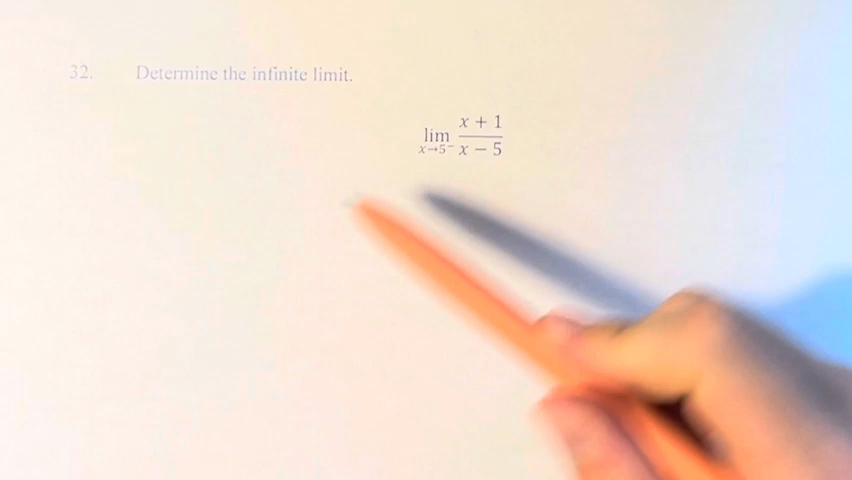 32. Determine the infinite limit.
lim x→5⁻ x + 1 / x − 5